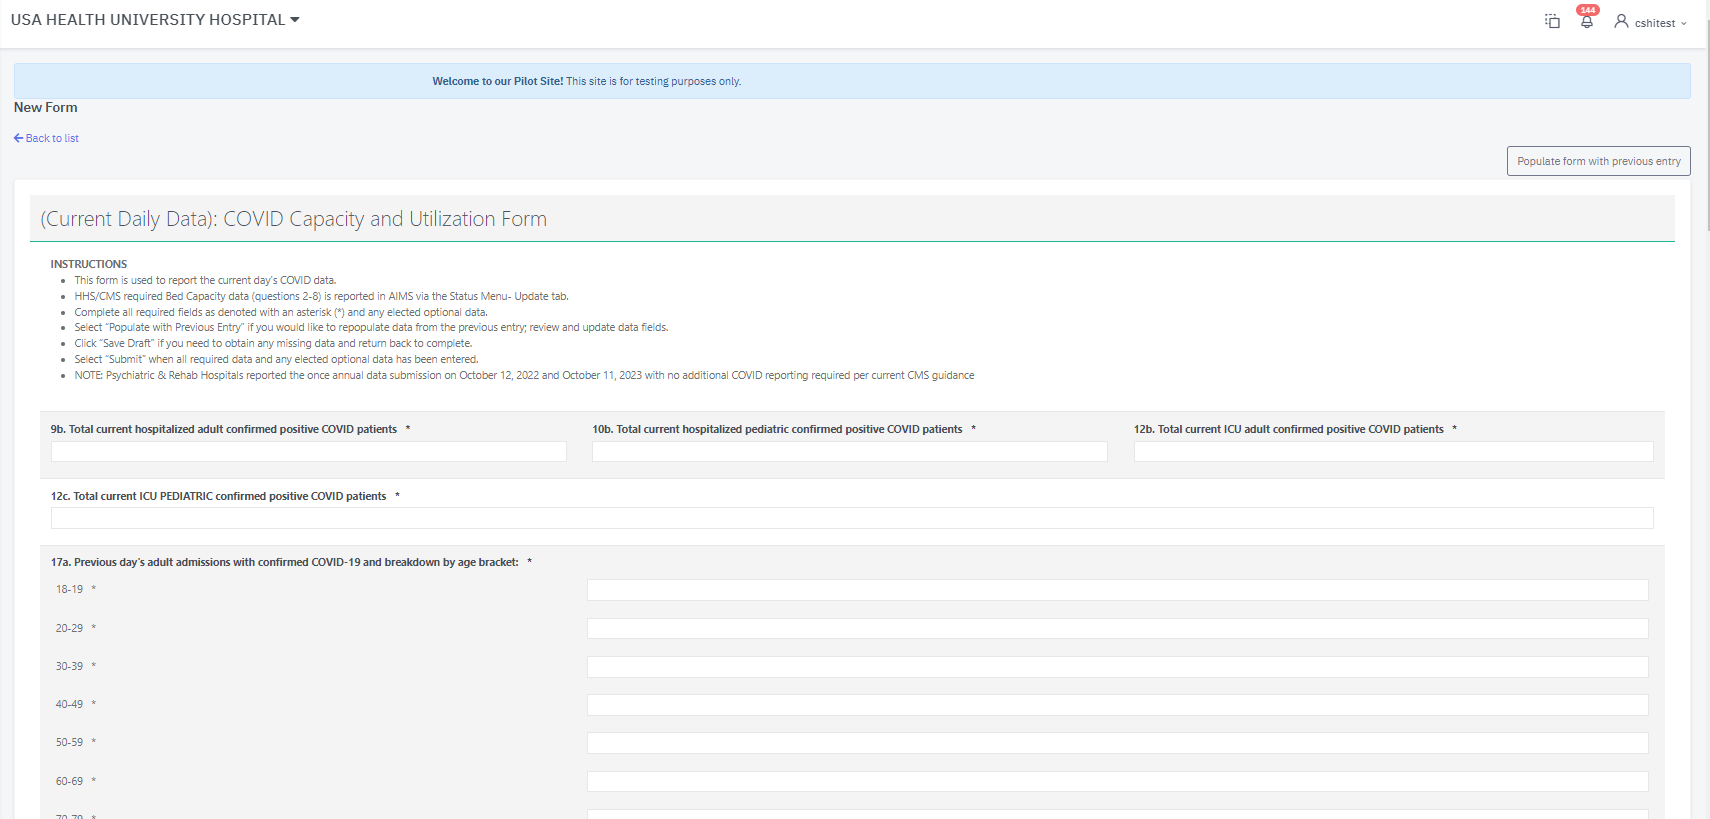 USA HEALTH UNIVERSITY HOSPITAL
144
cshitest
Welcome to our Pilot Site! This site is for testing purposes only.
New Form
Back to list
Populate form with previous entry
(Current Daily Data): COVID Capacity and Utilization Form
INSTRUCTIONS
• This form is used to report the current day's COVID data.
• HHS/CMS required Bed Capacity data (questions 2-8) is reported in AIMS via the Status Menu- Update tab.
• Complete all required fields as denoted with an asterisk (*) and any elected optional data.
• Select "Populate with Previous Entry" if you would like to repopulate data from the previous entry; review and update data fields.
• Click "Save Draft" if you need to obtain any missing data and return back to complete.
• Select "Submit" when all required data and any elected optional data has been entered.
• NOTE: Psychiatric & Rehab Hospitals reported the once annual data submission on October 12, 2022 and October 11, 2023 with no additional COVID reporting required per current CMS guidance
9b. Total current hospitalized adult confirmed positive COVID patients *
10b. Total current hospitalized pediatric confirmed positive COVID patients *
12b. Total current ICU adult confirmed positive COVID patients *
12c. Total current ICU PEDIATRIC confirmed positive COVID patients *
17a. Previous day's adult admissions with confirmed COVID-19 and breakdown by age bracket: *
18-19 *
20-29 *
30-39 *
40-49 *
50-59 *
60-69 *
70-79 *